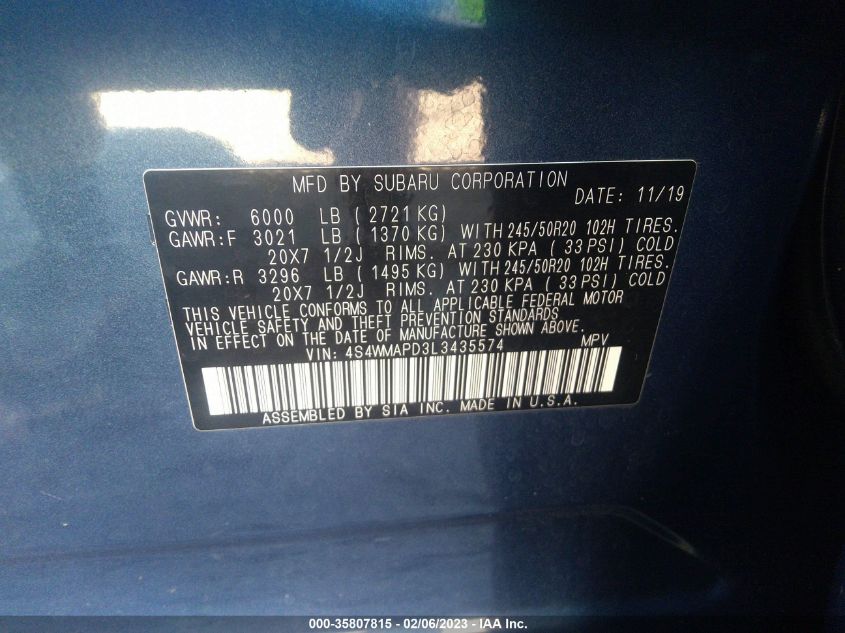 MFD BY SUBARU CORPORATION
DATE: 11/19
GVWR: 6000 LB ( 2721 KG)
GAWR:F 3021 LB ( 1370 KG) WITH 245/50R20 102H TIRES.
20X7 1/2J RIMS. AT 230 KPA ( 33 PSI) COLD
GAWR:R 3296 LB ( 1495 KG) WITH 245/50R20 102H TIRES.
20X7 1/2J RIMS. AT 230 KPA ( 33 PSI) COLD
THIS VEHICLE CONFORMS TO ALL APPLICABLE FEDERAL MOTOR
VEHICLE SAFETY AND THEFT PREVENTION STANDARDS
IN EFFECT ON THE DATE OF MANUFACTURE SHOWN ABOVE.
VIN: 4S4WMAPD3L3435574 MPV
ASSEMBLED BY SIA INC. MADE IN U.S.A.
000-35807815 - 02/06/2023 - IAA Inc.